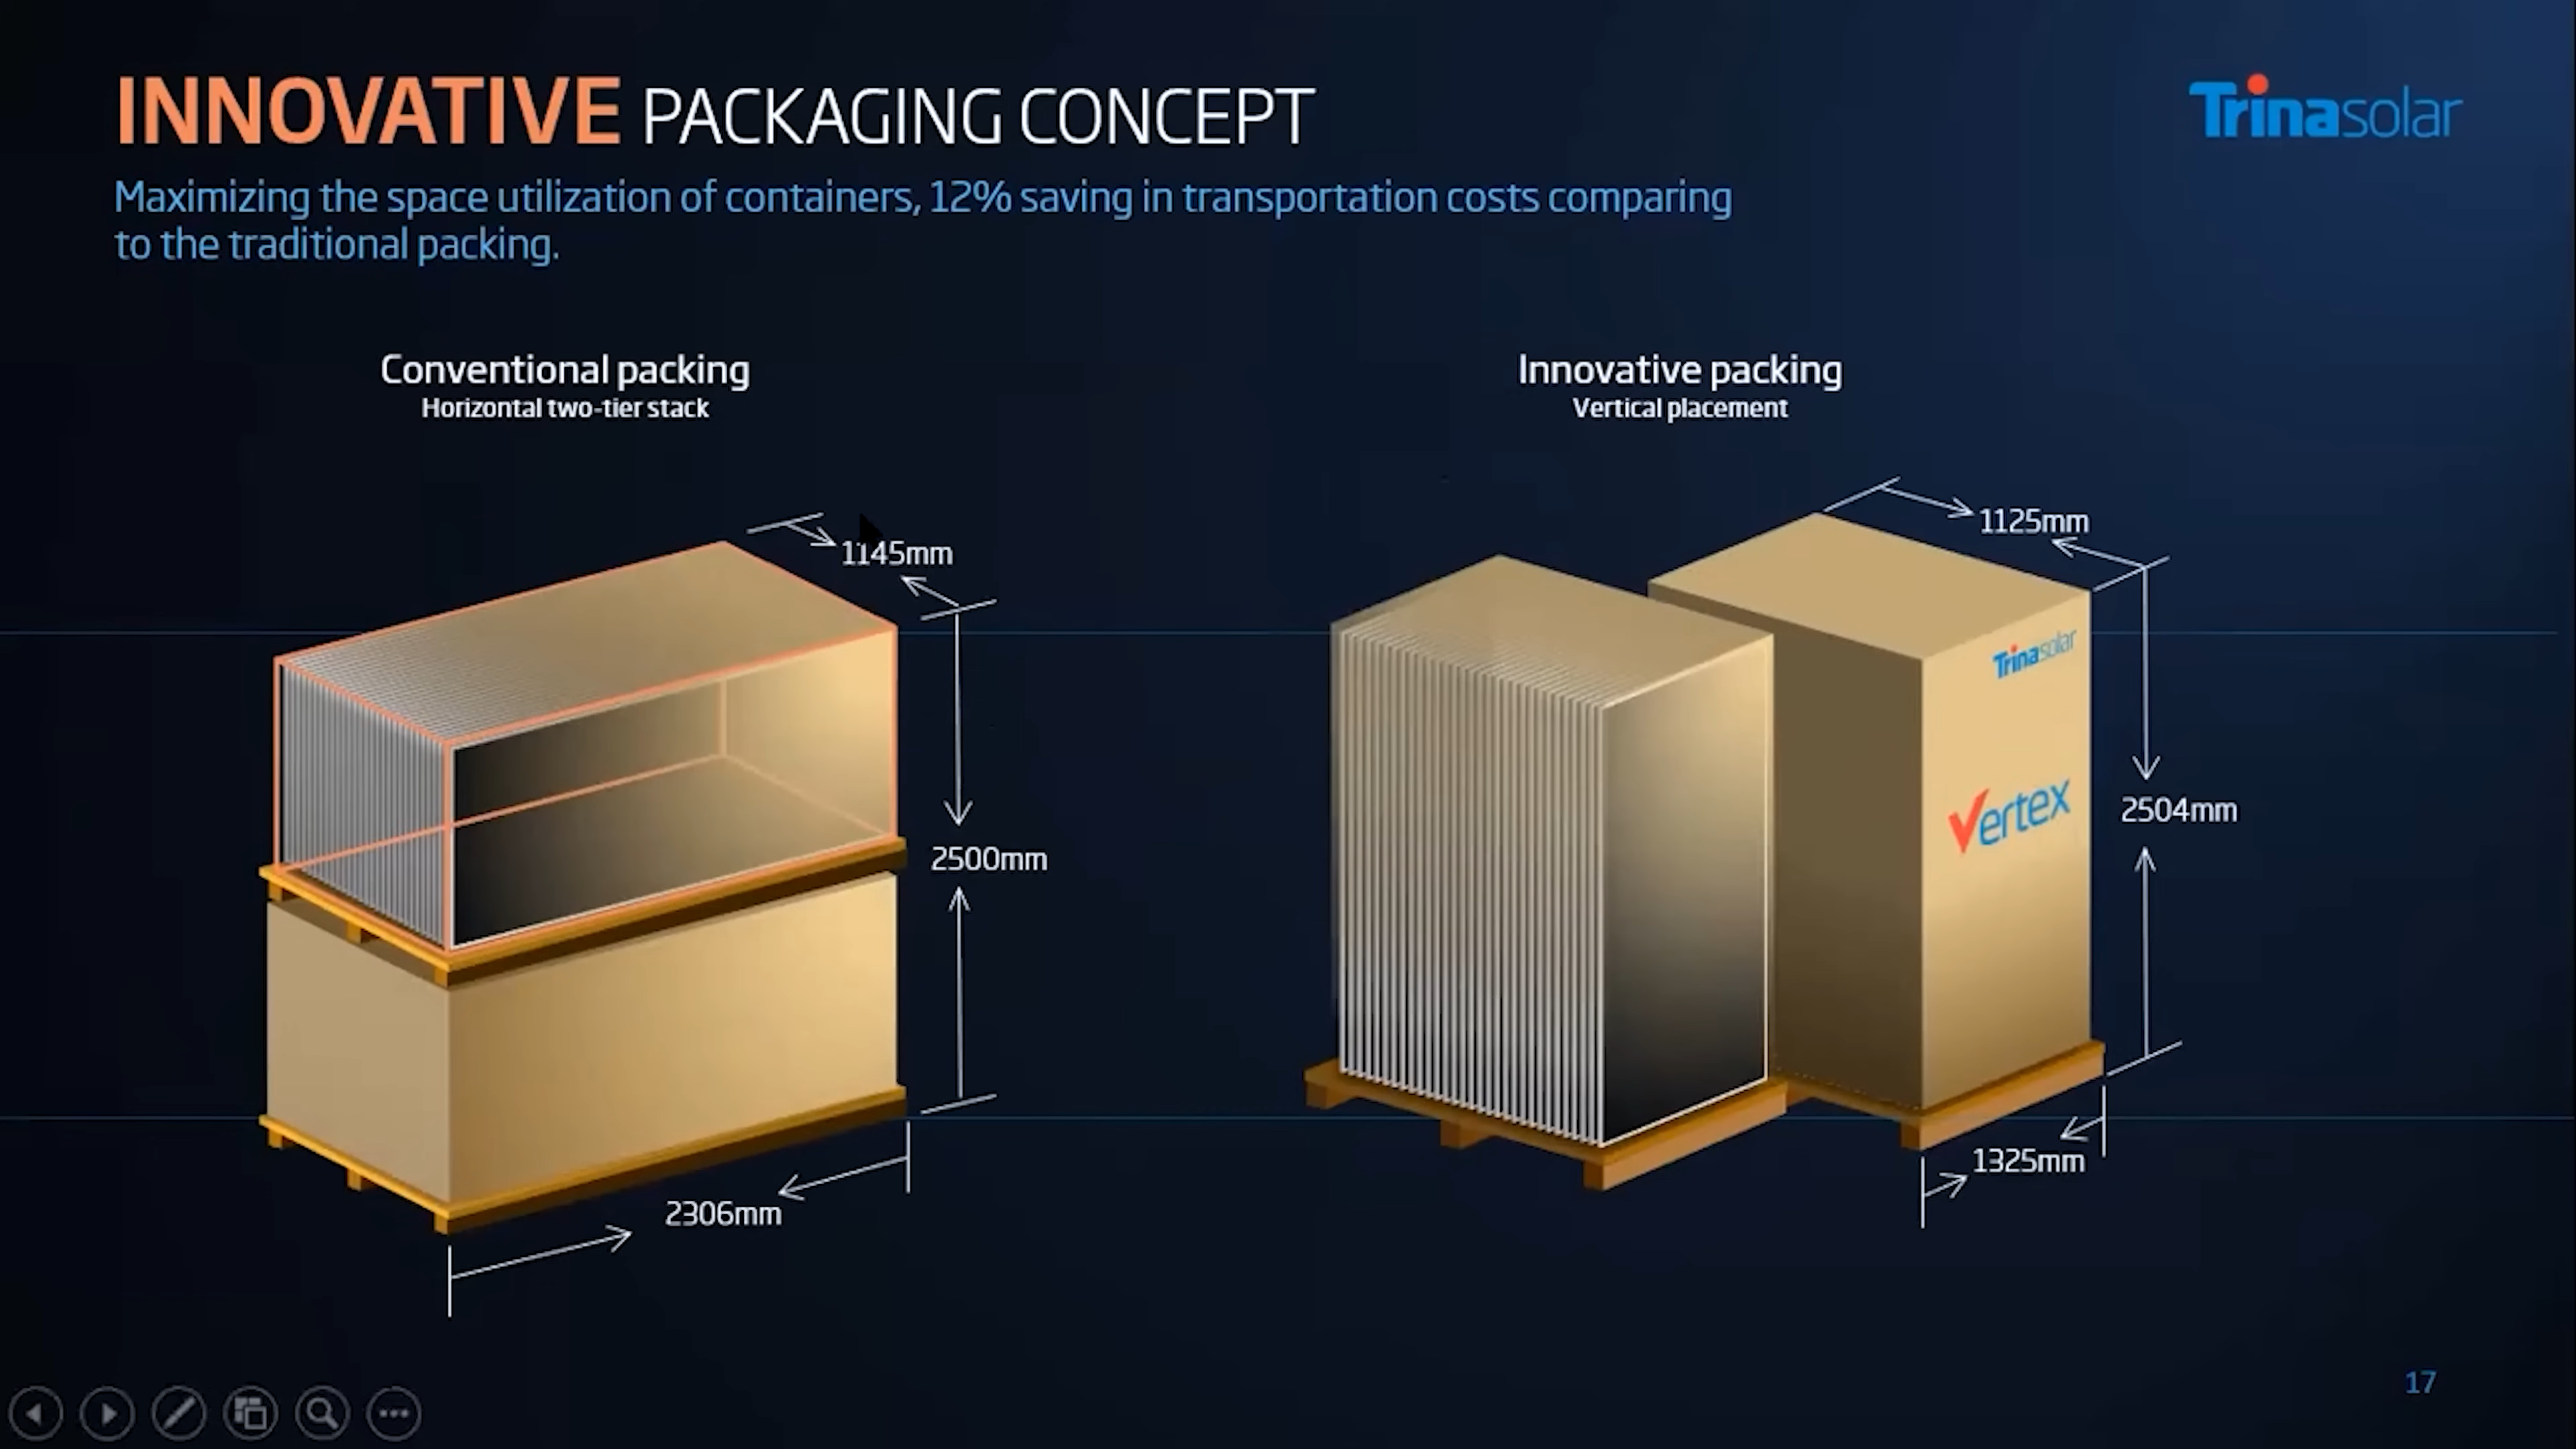 INNOVATIVE PACKAGING CONCEPT
Trinasolar
Maximizing the space utilization of containers, 12% saving in transportation costs comparing
to the traditional packing.
Conventional packing
Horizontal two-tier stack
Innovative packing
Vertical placement
1145mm
2500mm
2306mm
1125mm
Trinasolar
Vertex
2504mm
1325mm
17